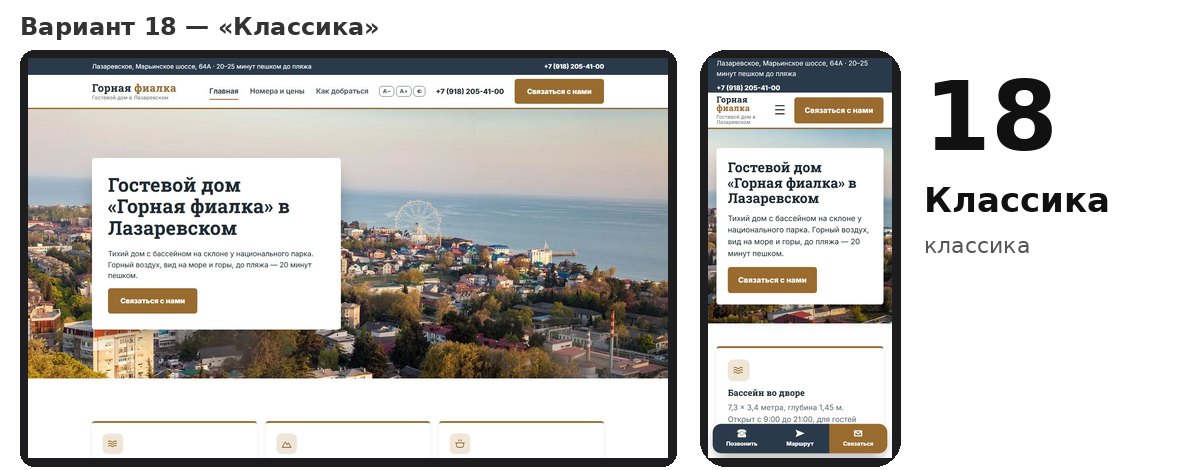 Вариант 18 — «Классика»
Лазаревское, Марьинское шоссе, 64А · 20–25 минут пешком до пляжа
+7 (918) 205-41-00
Горная фиалка
Гостевой дом в Лазаревском
Главная
Номера и цены
Как добраться
A−
A+
+7 (918) 205-41-00
Связаться с нами
Гостевой дом
«Горная фиалка» в
Лазаревском
Тихий дом с бассейном на склоне у национального парка.
Горный воздух, вид на море и горы, до пляжа — 20 минут
пешком.
Связаться с нами
Лазаревское, Марьинское шоссе, 64А · 20–25
минут пешком до пляжа
+7 (918) 205-41-00
Горная
фиалка
Гостевой дом в
Лазаревском
Связаться с нами
Гостевой дом
«Горная фиалка» в
Лазаревском
Тихий дом с бассейном на склоне у
национального парка. Горный воздух,
вид на море и горы, до пляжа — 20
минут пешком.
Связаться с нами
Бассейн во дворе
7,3 × 3,4 метра, глубина 1,45 м.
Открыт с 9:00 до 21:00, для гостей
Позвонить
Маршрут
Связаться
18
Классика
классика